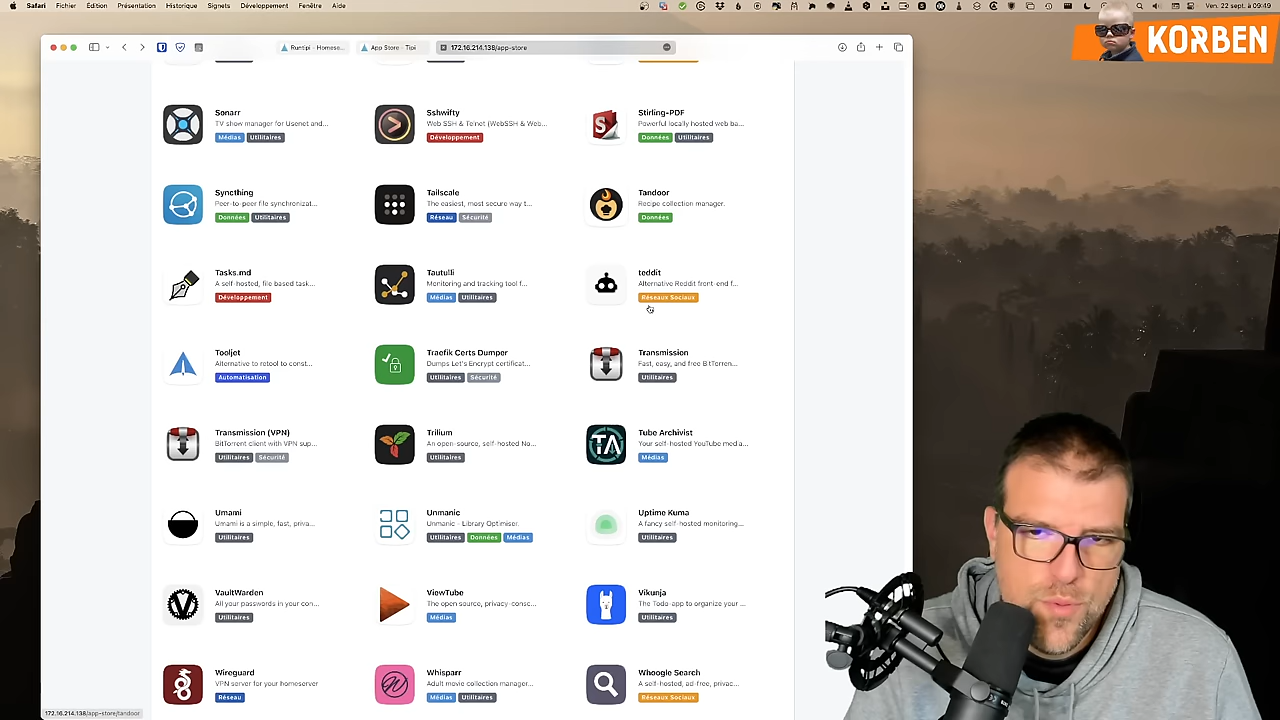 Safari Fichier Édition Présentation Historique Signets Développement Fenêtre Aide
Ven. 22 sept. à 09:49
KORBEN
Runtipi - Homese...
App Store - Tipi
172.16.214.138/app-store
Sonarr
TV show manager for Usenet and...
Médias Utilitaires
Sshwifty
Web SSH & Telnet (WebSSH & Web...
Développement
Stirling-PDF
Powerful locally hosted web ba...
Données Utilitaires
Syncthing
Peer-to-peer file synchronizat...
Données Utilitaires
Tailscale
The easiest, most secure way t...
Réseau Sécurité
Tandoor
Recipe collection manager.
Données
Tasks.md
A self-hosted, file based task...
Développement
Tautulli
Monitoring and tracking tool f...
Médias Utilitaires
teddit
Alternative Reddit front-end f...
Réseaux Sociaux
Tooljet
Alternative to retool to const...
Automatisation
Traefik Certs Dumper
Dumps Let's Encrypt certificat...
Utilitaires Sécurité
Transmission
Fast, easy, and free BitTorren...
Utilitaires
Transmission (VPN)
BitTorrent client with VPN sup...
Utilitaires Sécurité
Trilium
An open-source, self-hosted No...
Utilitaires
TA
Tube Archivist
Your self-hosted YouTube media...
Médias
Umami
Umami is a simple, fast, priva...
Utilitaires
Unmanic
Unmanic - Library Optimiser.
Utilitaires Données Médias
Uptime Kuma
A fancy self-hosted monitoring...
Utilitaires
VaultWarden
All your passwords in your con...
Utilitaires
ViewTube
The open source, privacy-consc...
Médias
Vikunja
The Todo-app to organize your ...
Utilitaires
Wireguard
VPN server for your homeserver
Réseau
Whisparr
Adult movie collection manager...
Médias Utilitaires
Whoogle Search
A self-hosted, ad-free, privac...
Réseaux Sociaux
172.16.214.138/app-store/tandoor